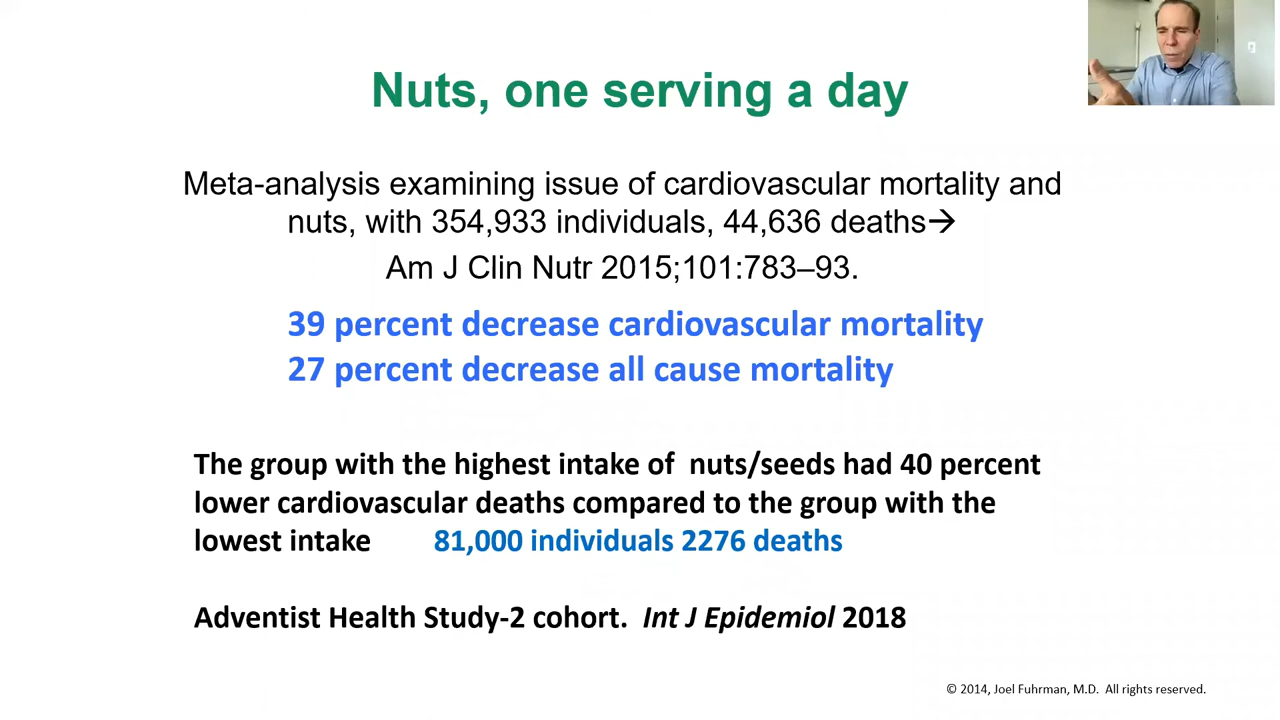 Nuts, one serving a day
Meta-analysis examining issue of cardiovascular mortality and
nuts, with 354,933 individuals, 44,636 deaths→
Am J Clin Nutr 2015;101:783–93.
39 percent decrease cardiovascular mortality
27 percent decrease all cause mortality
The group with the highest intake of  nuts/seeds had 40 percent
lower cardiovascular deaths compared to the group with the
lowest intake 81,000 individuals 2276 deaths
Adventist Health Study-2 cohort.  Int J Epidemiol 2018
© 2014, Joel Fuhrman, M.D.  All rights reserved.